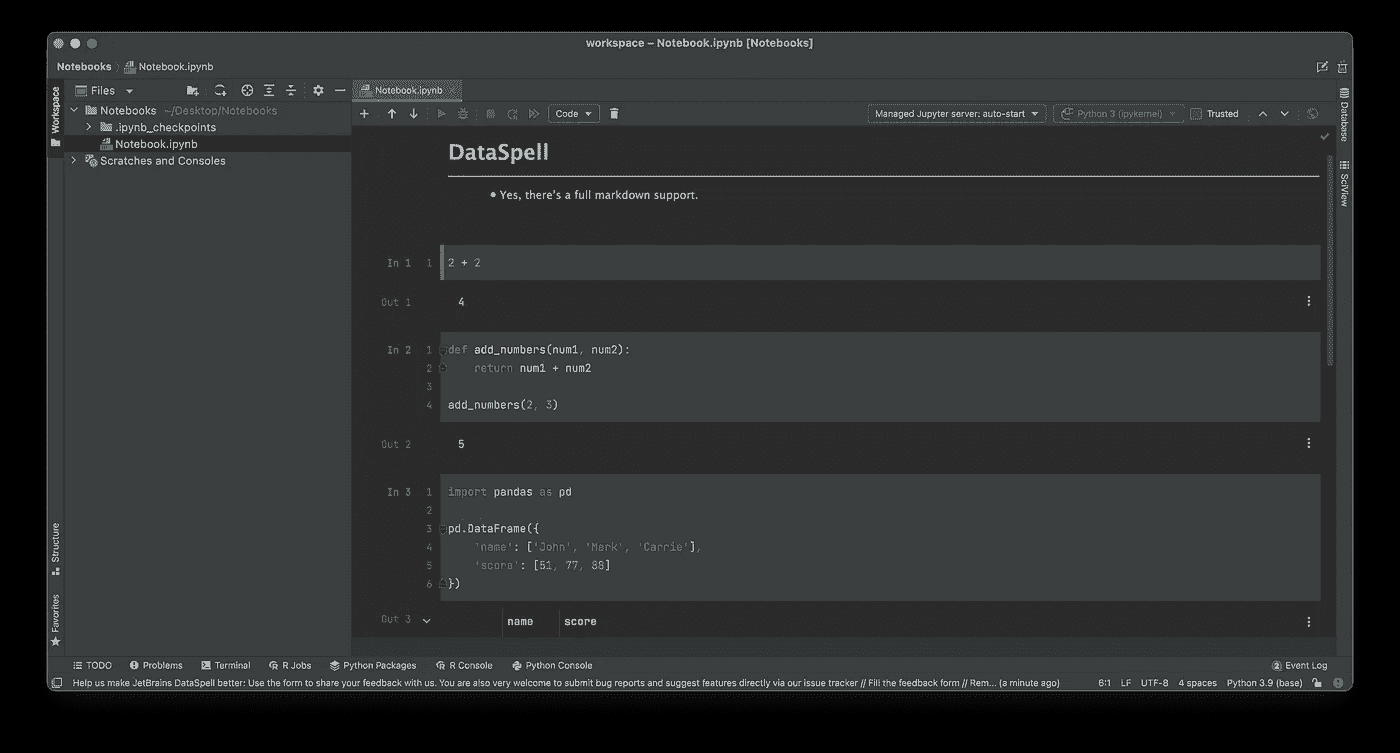 workspace – Notebook.ipynb [Notebooks]
Notebooks Notebook.ipynb
Workspace
Files
Notebooks ~/Desktop/Notebooks
.ipynb_checkpoints
Notebook.ipynb
Scratches and Consoles
Structure
Favorites
Notebook.ipynb
Code
Managed Jupyter server: auto-start
Python 3 (ipykernel)
Trusted
Database
SciView
DataSpell
• Yes, there's a full markdown support.
In 1 1 2 + 2
Out 1 4
In 2 1 def add_numbers(num1, num2):
2 return num1 + num2
3
4 add_numbers(2, 3)
Out 2 5
In 3 1 import pandas as pd
2
3 pd.DataFrame({
4 'name': ['John', 'Mark', 'Carrie'],
5 'score': [51, 77, 88]
6 })
Out 3 name score
TODO Problems Terminal R Jobs Python Packages R Console Python Console 2 Event Log
Help us make JetBrains DataSpell better: Use the form to share your feedback with us. You are also very welcome to submit bug reports and suggest features directly via our issue tracker // Fill the feedback form // Rem... (a minute ago) 6:1 LF UTF-8 4 spaces Python 3.9 (base)